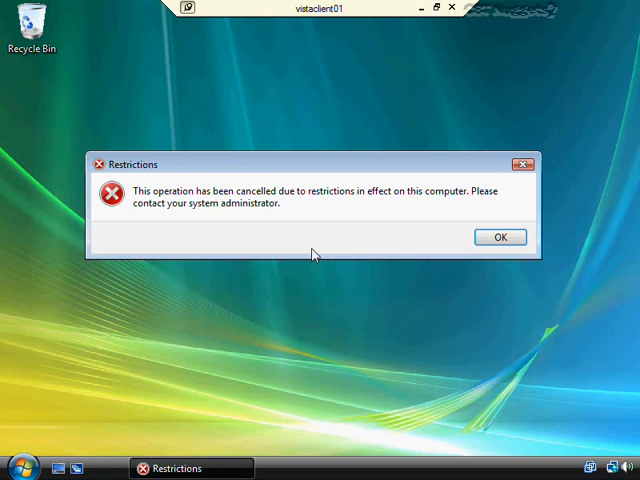 vistaclient01
Recycle Bin
Restrictions
This operation has been cancelled due to restrictions in effect on this computer. Please
contact your system administrator.
OK
Restrictions